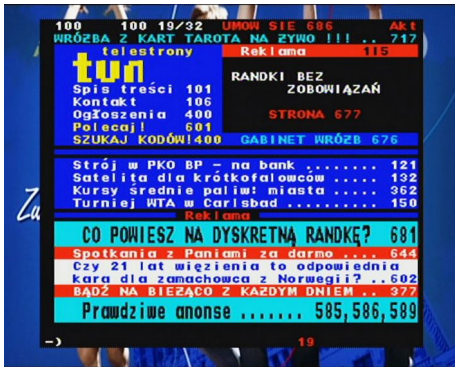 100 100 19/32 UMOW SIE 686 Akt
WRÓŻBA Z KART TAROTA NA ŻYWO !!! .. 717
telestrony
tvn
Reklama 115
RANDKI BEZ
ZOBOWIĄZAŃ
Spis treści 101
Kontakt 106
Ogłoszenia 400
STRONA 677
Polecaj! 601
SZUKAJ KODÓW!400
GABINET WRÓŻB 676
Strój w PKO BP - na bank ........ 121
Satelita dla krótkofalowców ..... 132
Kursy średnie paliw: miasta ..... 362
Turniej WTA w Carlsbad .......... 150
Reklama
CO POWIESZ NA DYSKRETNĄ RANDKĘ? 681
Spotkania z Paniami za darmo .... 644
Czy 21 lat więzienia to odpowiednia
kara dla zamachowca z Norwegii? ..602
BĄDŹ NA BIEŻĄCO Z KAŻDYM DNIEM .. 377
Prawdziwe anonse ....... 585,586,589
-) 19